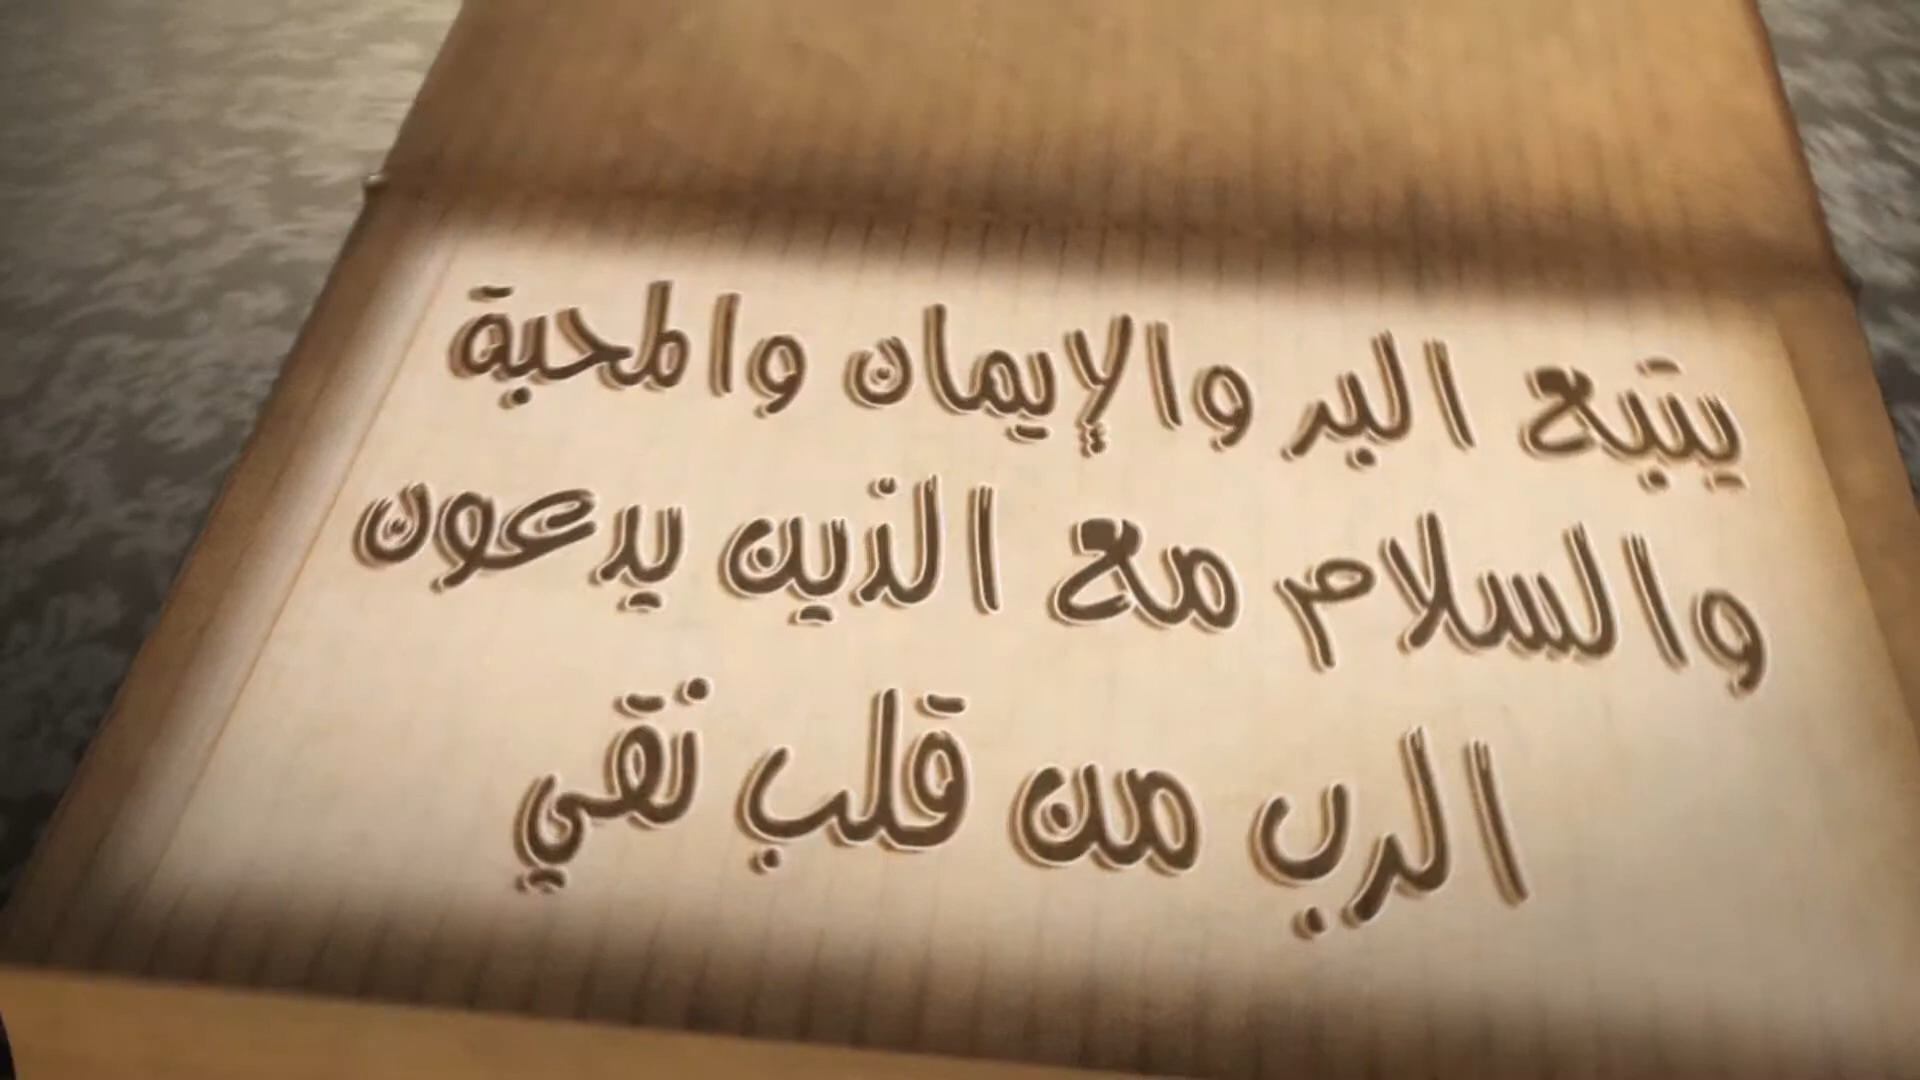 يتبع البر والإيمان والمحبة
والسلام مع الذين يدعون
الرب من قلب نقي